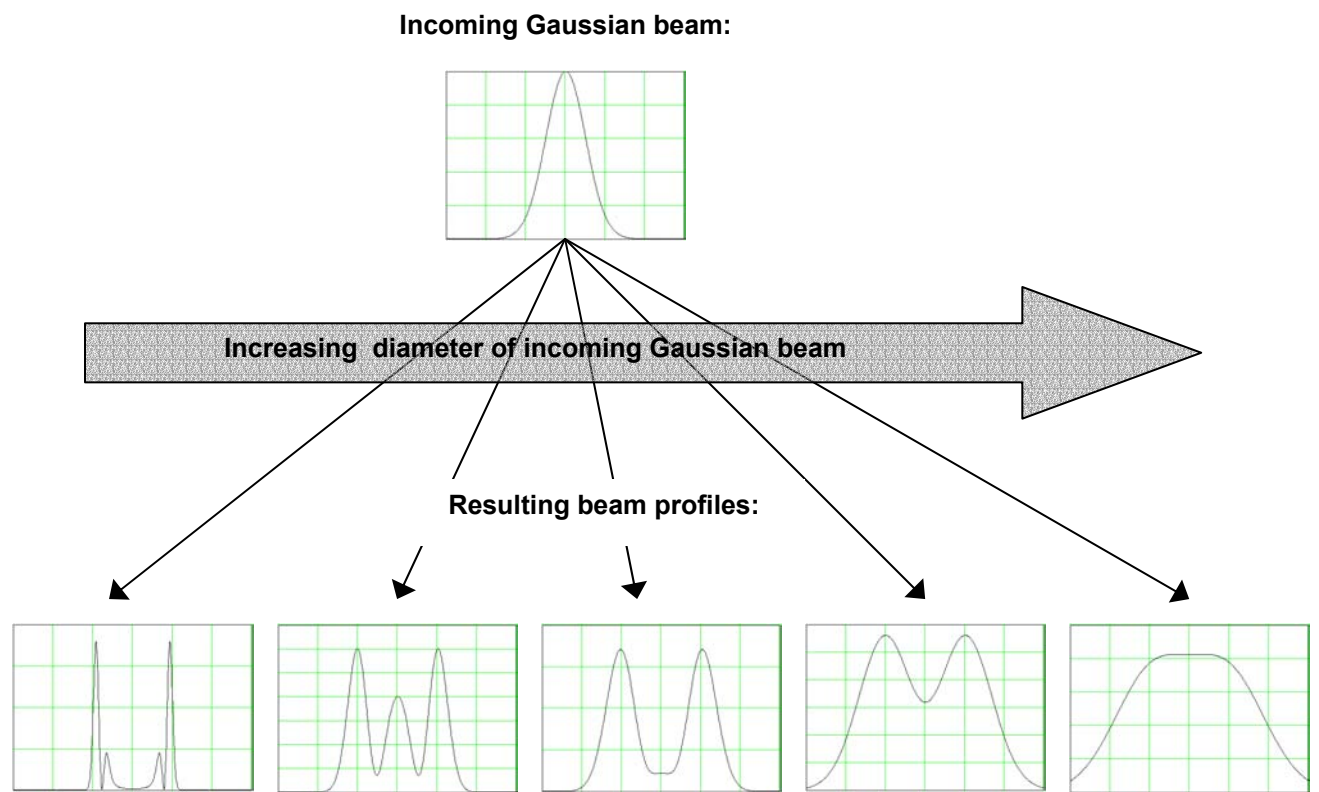 Incoming Gaussian beam:
Increasing diameter of incoming Gaussian beam
Resulting beam profiles: